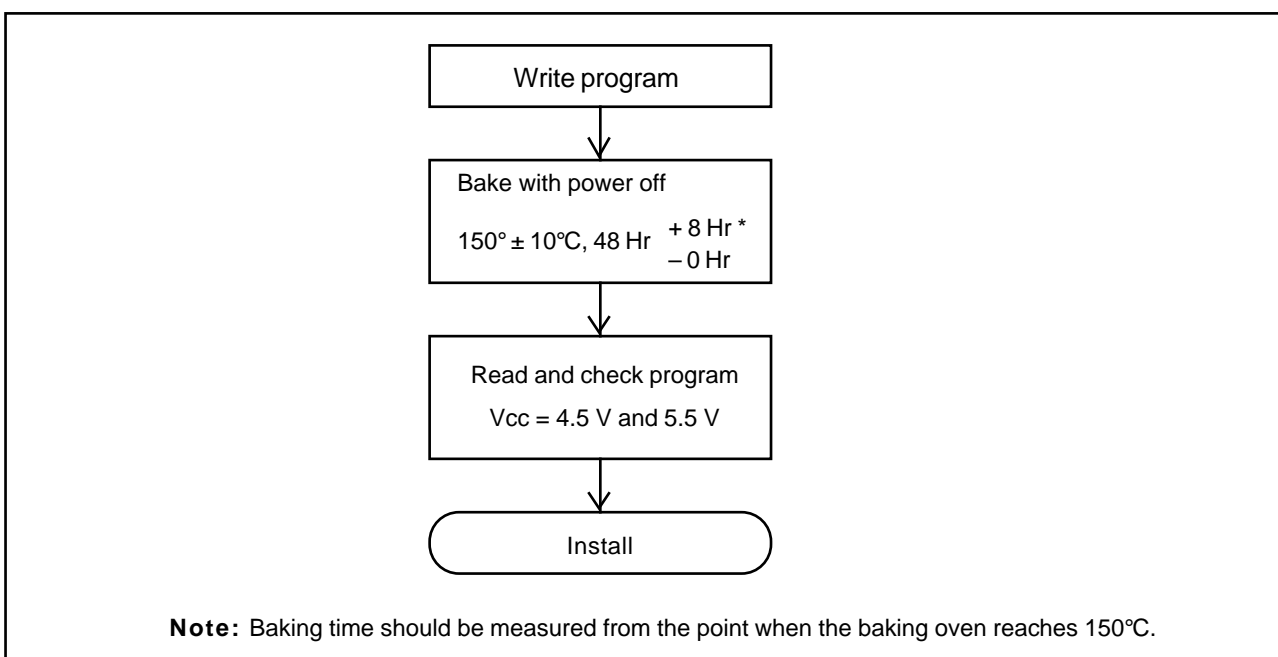 Write program
Bake with power off
150° ± 10°C, 48 Hr + 8 Hr *
– 0 Hr
Read and check program
Vcc = 4.5 V and 5.5 V
Install
Note: Baking time should be measured from the point when the baking oven reaches 150°C.